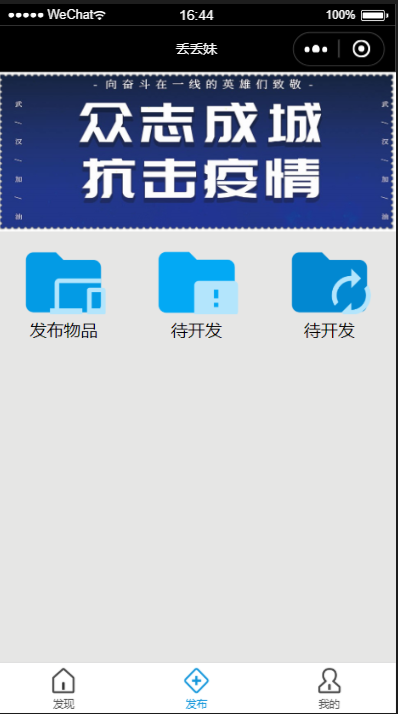 WeChat
16:44
100%
丢丢妹
- 向奋斗在一线的英雄们致敬 -
武/汉/加/油
众志成城
抗击疫情
武/汉/加/油
发布物品
待开发
待开发
发现
发布
我的